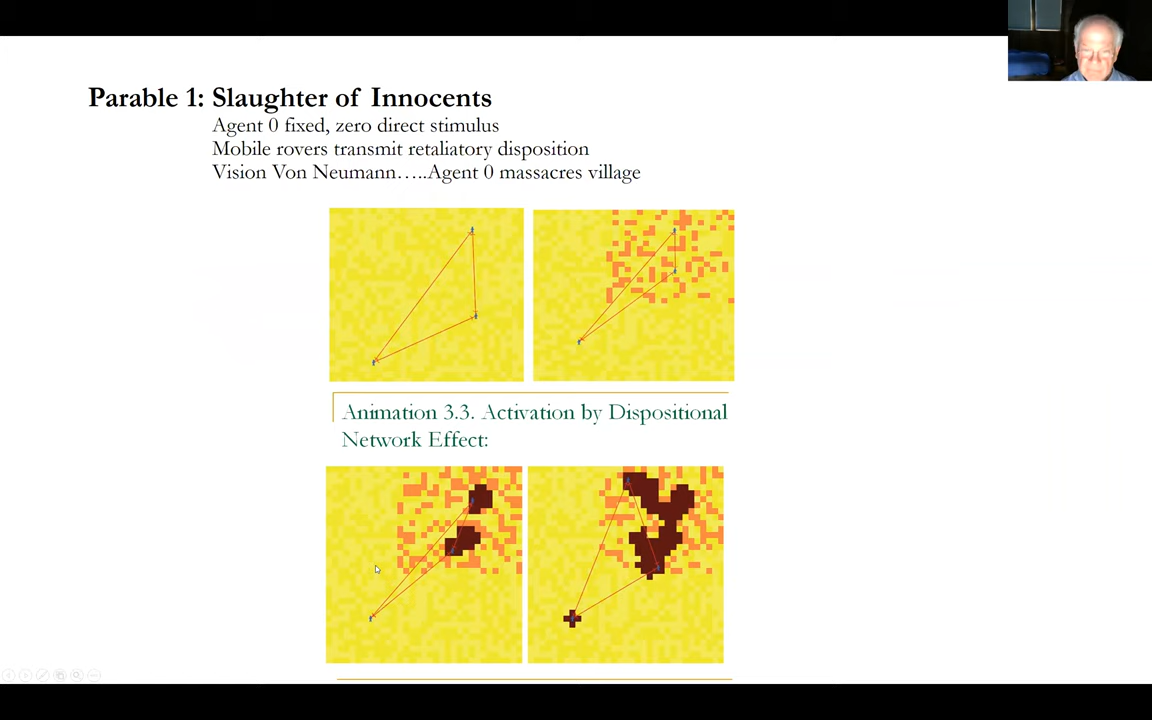 Parable 1: Slaughter of Innocents
Agent 0 fixed, zero direct stimulus
Mobile rovers transmit retaliatory disposition
Vision Von Neumann…..Agent 0 massacres village
Animation 3.3. Activation by Dispositional
Network Effect: